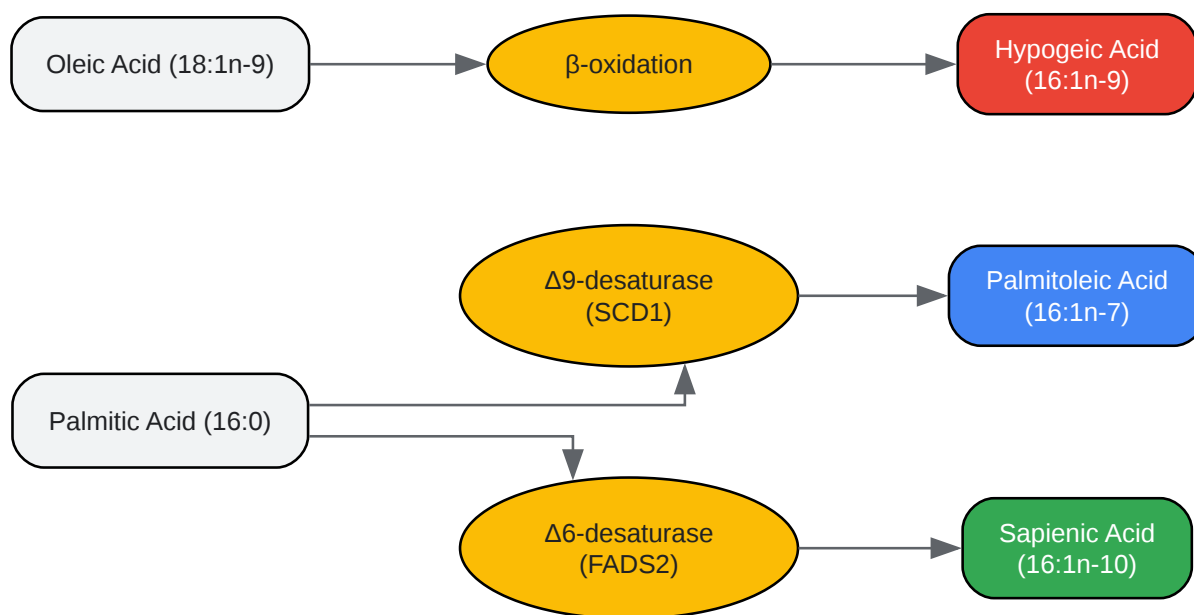 Oleic Acid (18:1n-9)
β-oxidation
Hypogeic Acid
(16:1n-9)
Δ9-desaturase
(SCD1)
Palmitoleic Acid
(16:1n-7)
Palmitic Acid (16:0)
Δ6-desaturase
(FADS2)
Sapienic Acid
(16:1n-10)